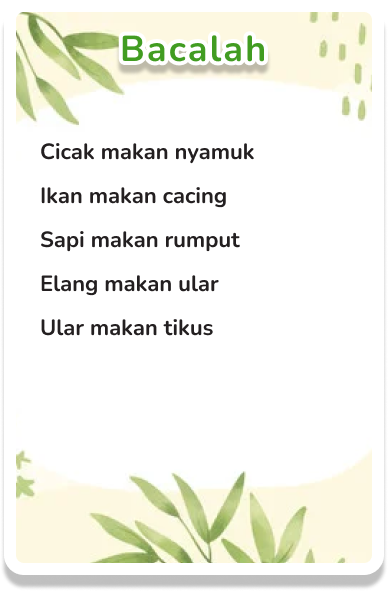 Bacalah
Cicak makan nyamuk
Ikan makan cacing
Sapi makan rumput
Elang makan ular
Ular makan tikus